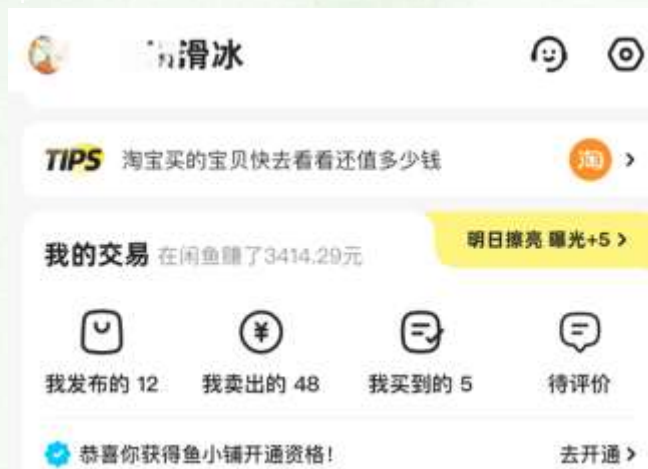 滑冰
TIPS 淘宝买的宝贝快去看看还值多少钱 淘 >
我的交易 在闲鱼赚了3414.29元 明日擦亮 曝光+5 >
我发布的 12 我卖出的 48 我买到的 5 待评价
恭喜你获得鱼小铺开通资格! 去开通 >